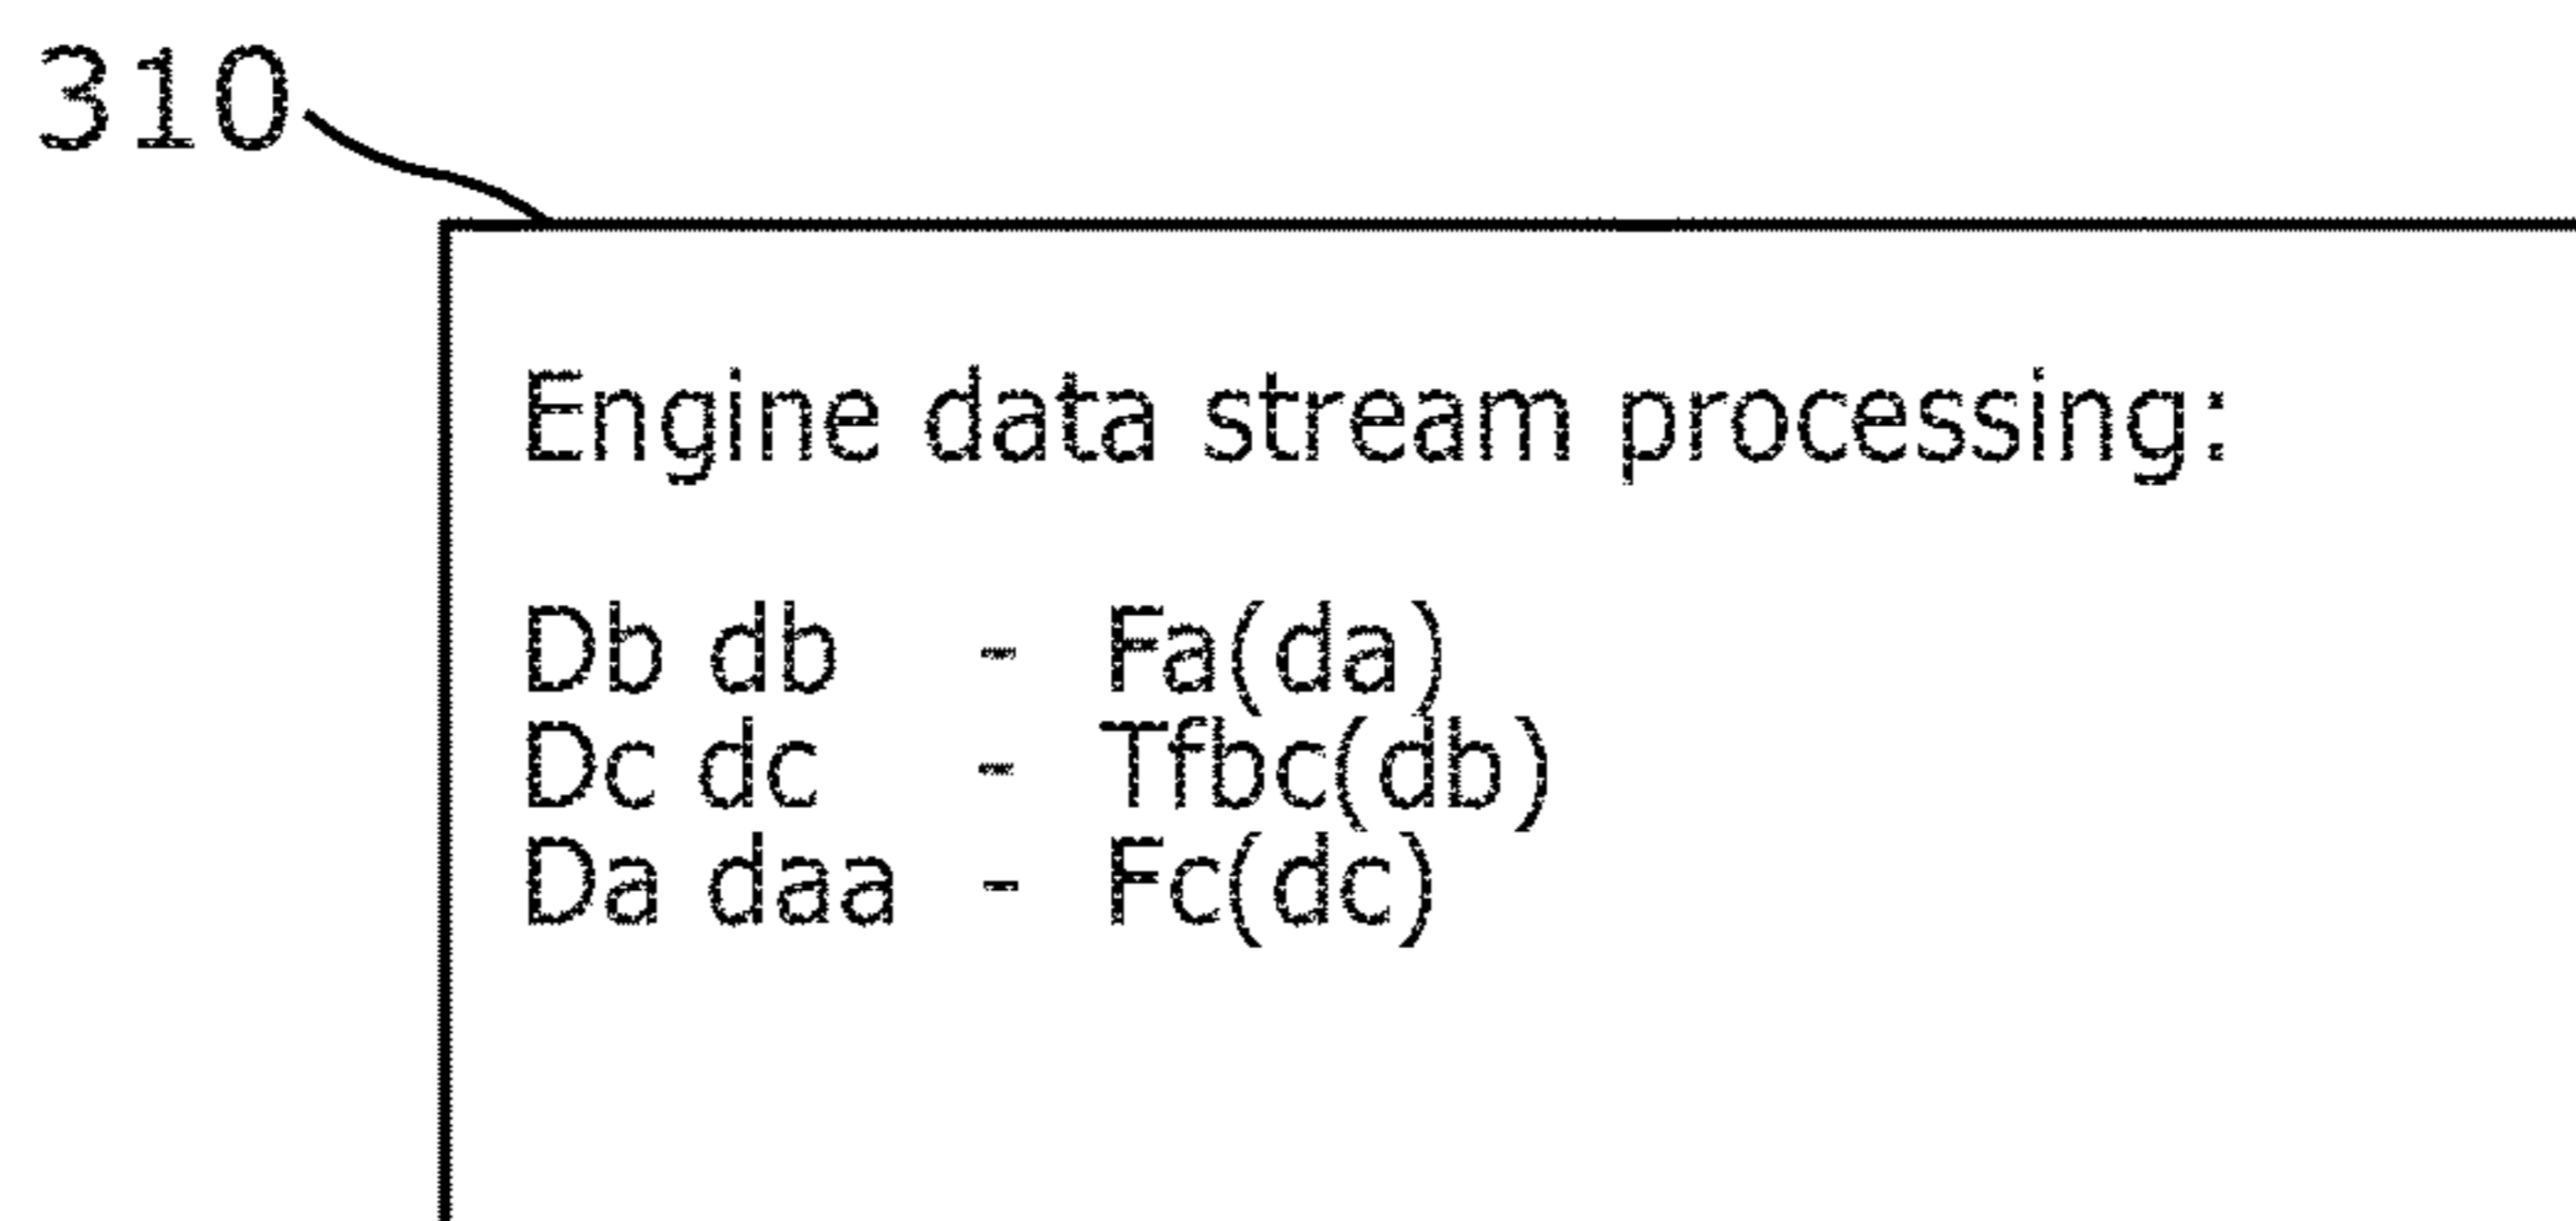 310
Engine data stream processing:
Db db - Fa(da)
Dc dc - Tfbc(db)
Da daa - Fc(dc)